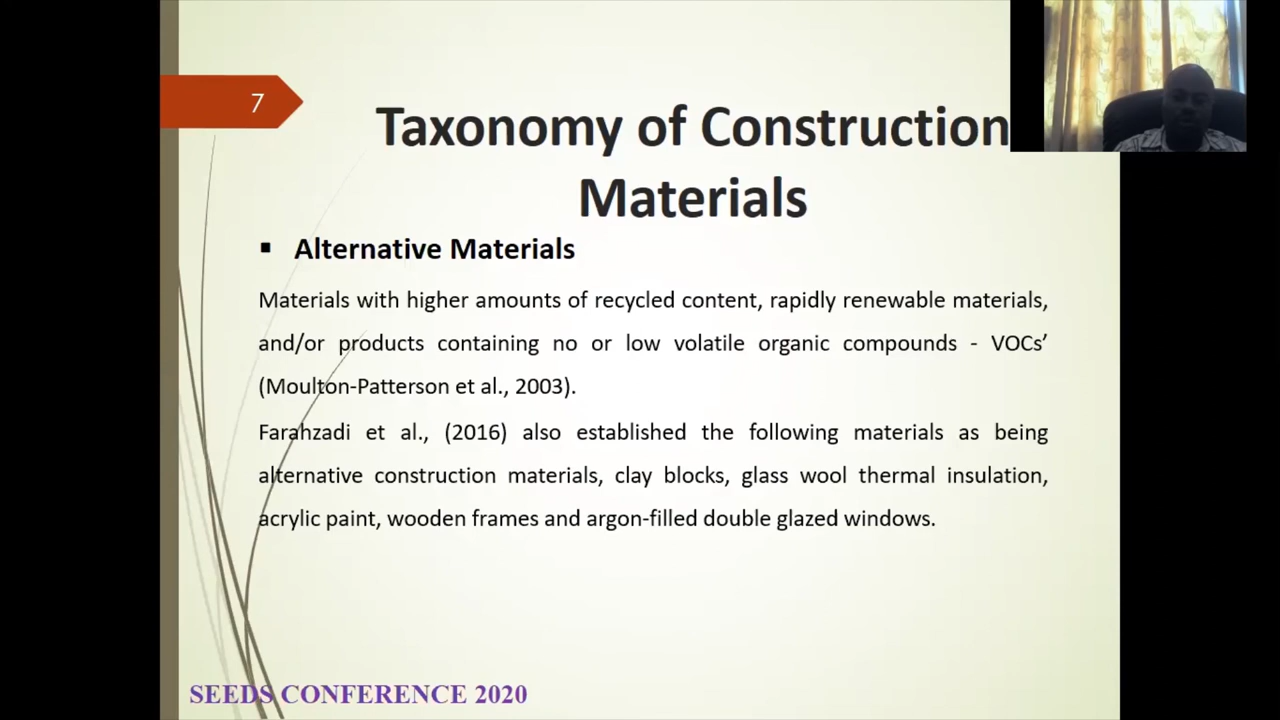 7
Taxonomy of Construction
Materials
▪ Alternative Materials
Materials with higher amounts of recycled content, rapidly renewable materials,
and/or products containing no or low volatile organic compounds - VOCs’
(Moulton-Patterson et al., 2003).
Farahzadi et al., (2016) also established the following materials as being
alternative construction materials, clay blocks, glass wool thermal insulation,
acrylic paint, wooden frames and argon-filled double glazed windows.
SEEDS CONFERENCE 2020